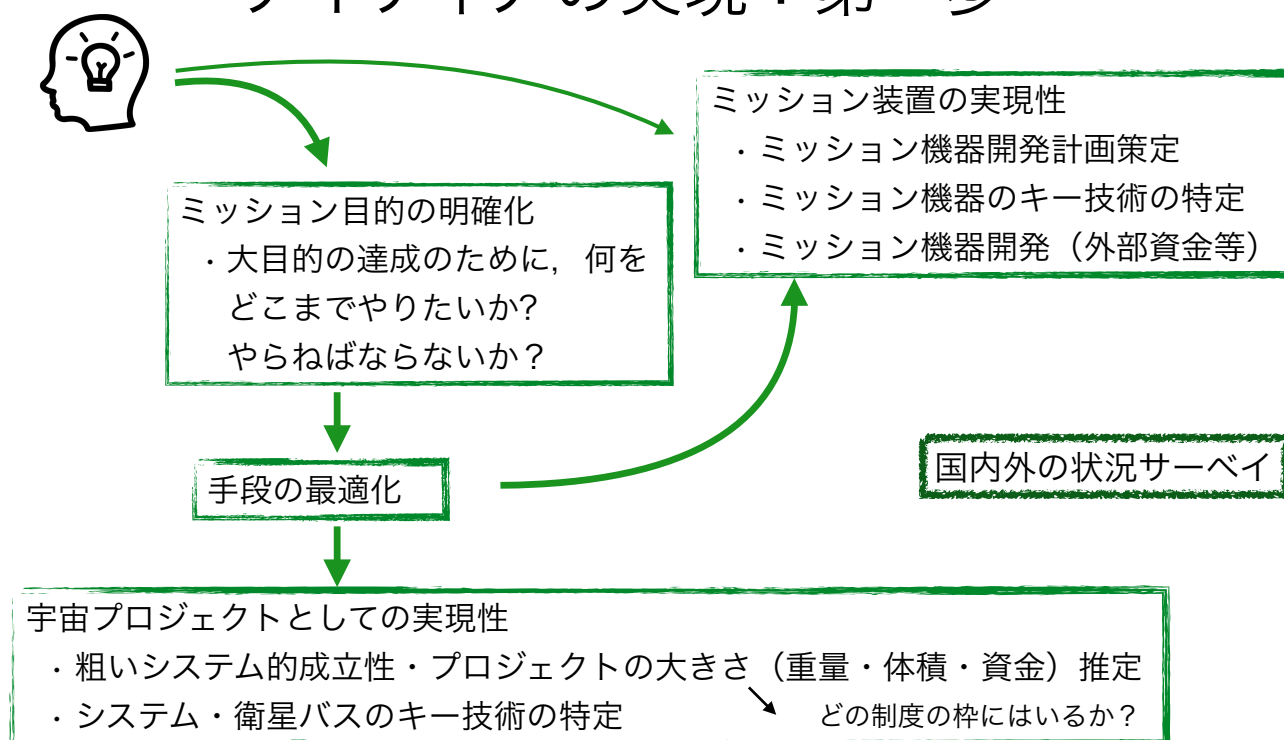 ミッション装置の実現性
・ミッション機器開発計画策定
・ミッション機器のキー技術の特定
・ミッション機器開発（外部資金等）
ミッション目的の明確化
・大目的の達成のために，何を
どこまでやりたいか?
やらねばならないか？
手段の最適化
国内外の状況サーベイ
宇宙プロジェクトとしての実現性
・粗いシステム的成立性・プロジェクトの大きさ（重量・体積・資金）推定
・システム・衛星バスのキー技術の特定
どの制度の枠にはいるか？